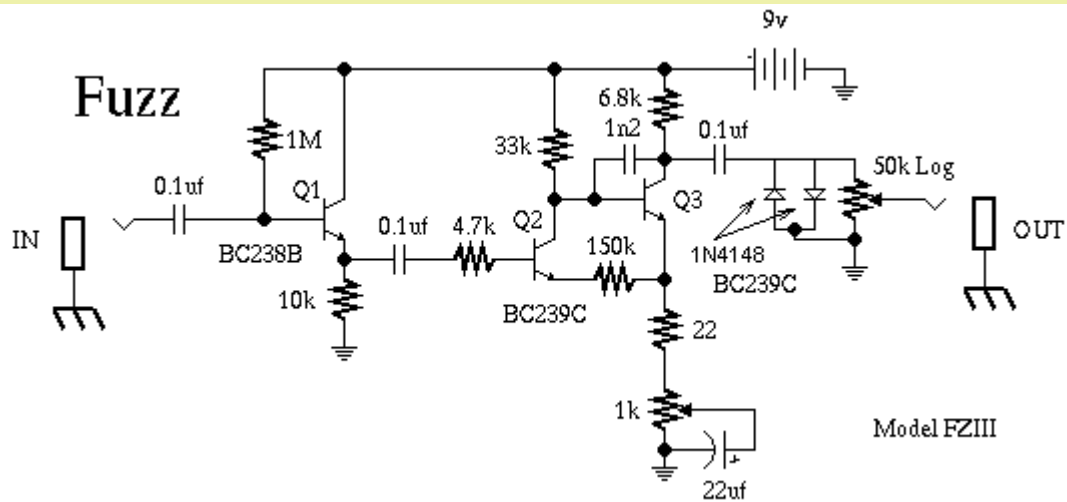 9v
Fuzz
6.8k
1M
33k
1n2
0.1uf
50k Log
0.1uf
Q1
Q3
IN
0.1uf
4.7k
Q2
150k
OUT
BC238B
1N4148
BC239C
10k
BC239C
22
1k
Model FZIII
22uf